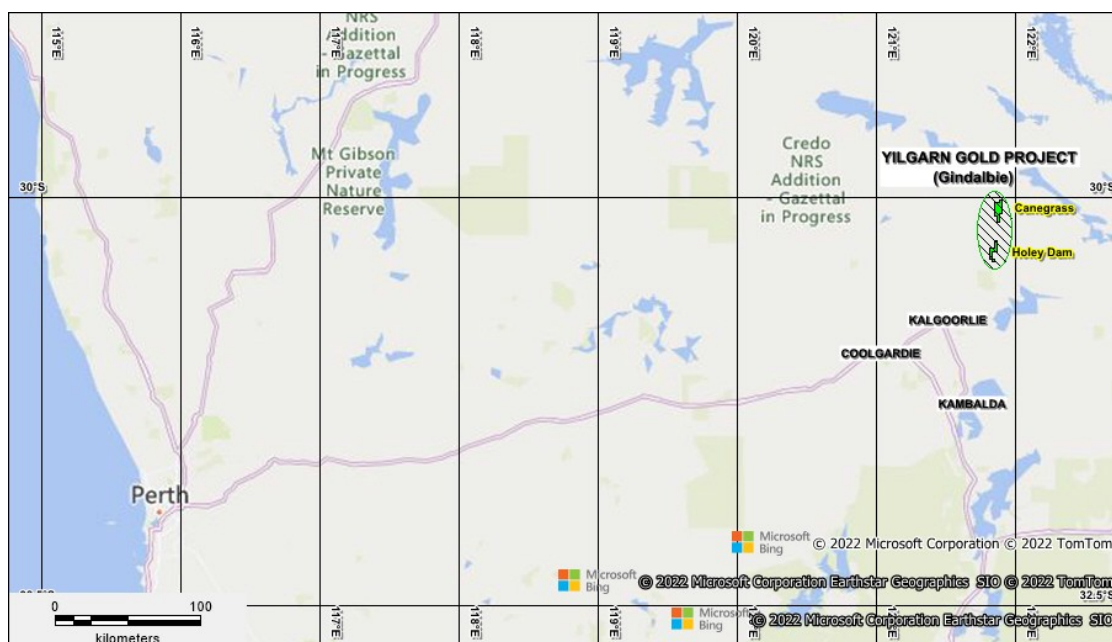 115°E
116°E
117°E
118°E
119°E
120°E
121°E
122°E
NRS
Addition
- Gazettal
in Progress
Mt Gibson
Private
Nature
Reserve
Credo
NRS
Addition
- Gazettal
in Progress
YILGARN GOLD PROJECT
(Gindalbie)
30°S
30°S
Canegrass
Holey Dam
KALGOORLIE
COOLGARDIE
KAMBALDA
Perth
Microsoft
Bing
© 2022 Microsoft Corporation © 2022 TomTom
Microsoft
Bing
© 2022 Microsoft Corporation Earthstar Geographics SIO © 2022 TomTom
32.5°S
Microsoft
Bing
© 2022 Microsoft Corporation Earthstar Geographics SIO
0 100
kilometers
117°E
118°E
119°E